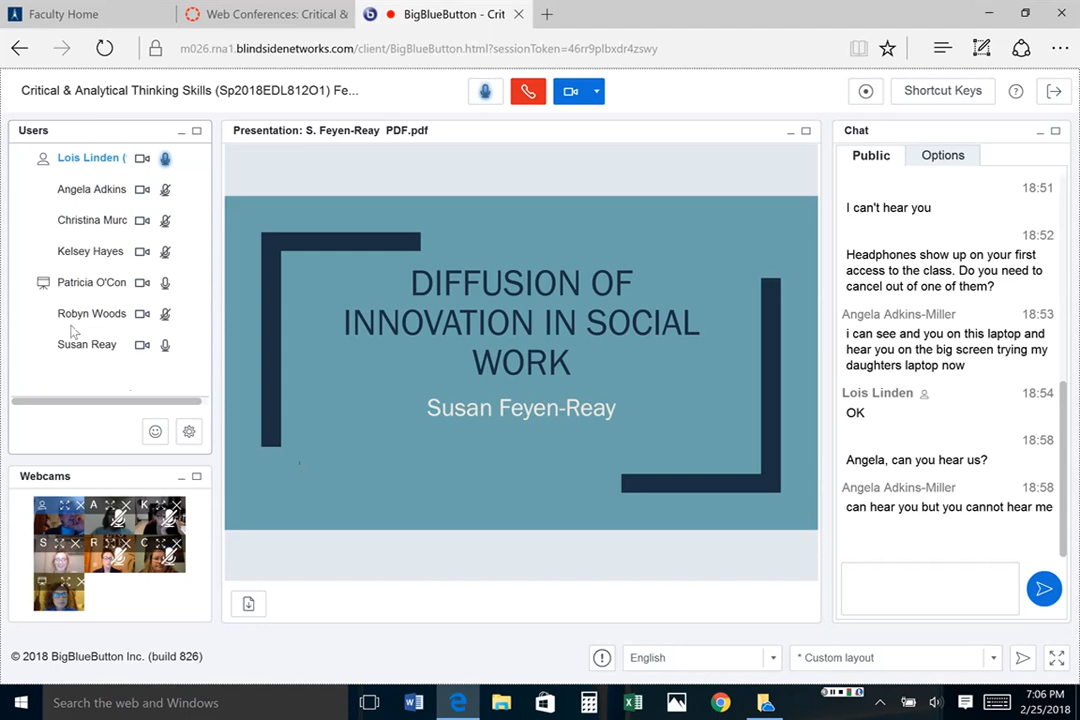 Faculty Home
Web Conferences: Critical &
BigBlueButton - Crit
m026.rna1.blindsidenetworks.com/client/BigBlueButton.html?sessionToken=46rr9plbxdr4zswy
Critical & Analytical Thinking Skills (Sp2018EDL812O1) Fe...
Shortcut Keys
Users
Lois Linden (
Angela Adkins
Christina Murc
Kelsey Hayes
Patricia O'Con
Robyn Woods
Susan Reay
Webcams
A
K
S
R
C
Presentation: S. Feyen-Reay PDF.pdf
DIFFUSION OF
INNOVATION IN SOCIAL
WORK
Susan Feyen-Reay
Chat
Public
Options
18:51
I can't hear you
18:52
Headphones show up on your first
access to the class. Do you need to
cancel out of one of them?
Angela Adkins-Miller 18:53
i can see and you on this laptop and
hear you on the big screen trying my
daughters laptop now
Lois Linden 18:54
OK
18:58
Angela, can you hear us?
Angela Adkins-Miller 18:58
can hear you but you cannot hear me
© 2018 BigBlueButton Inc. (build 826)
English
* Custom layout
Search the web and Windows
7:06 PM
2/25/2018